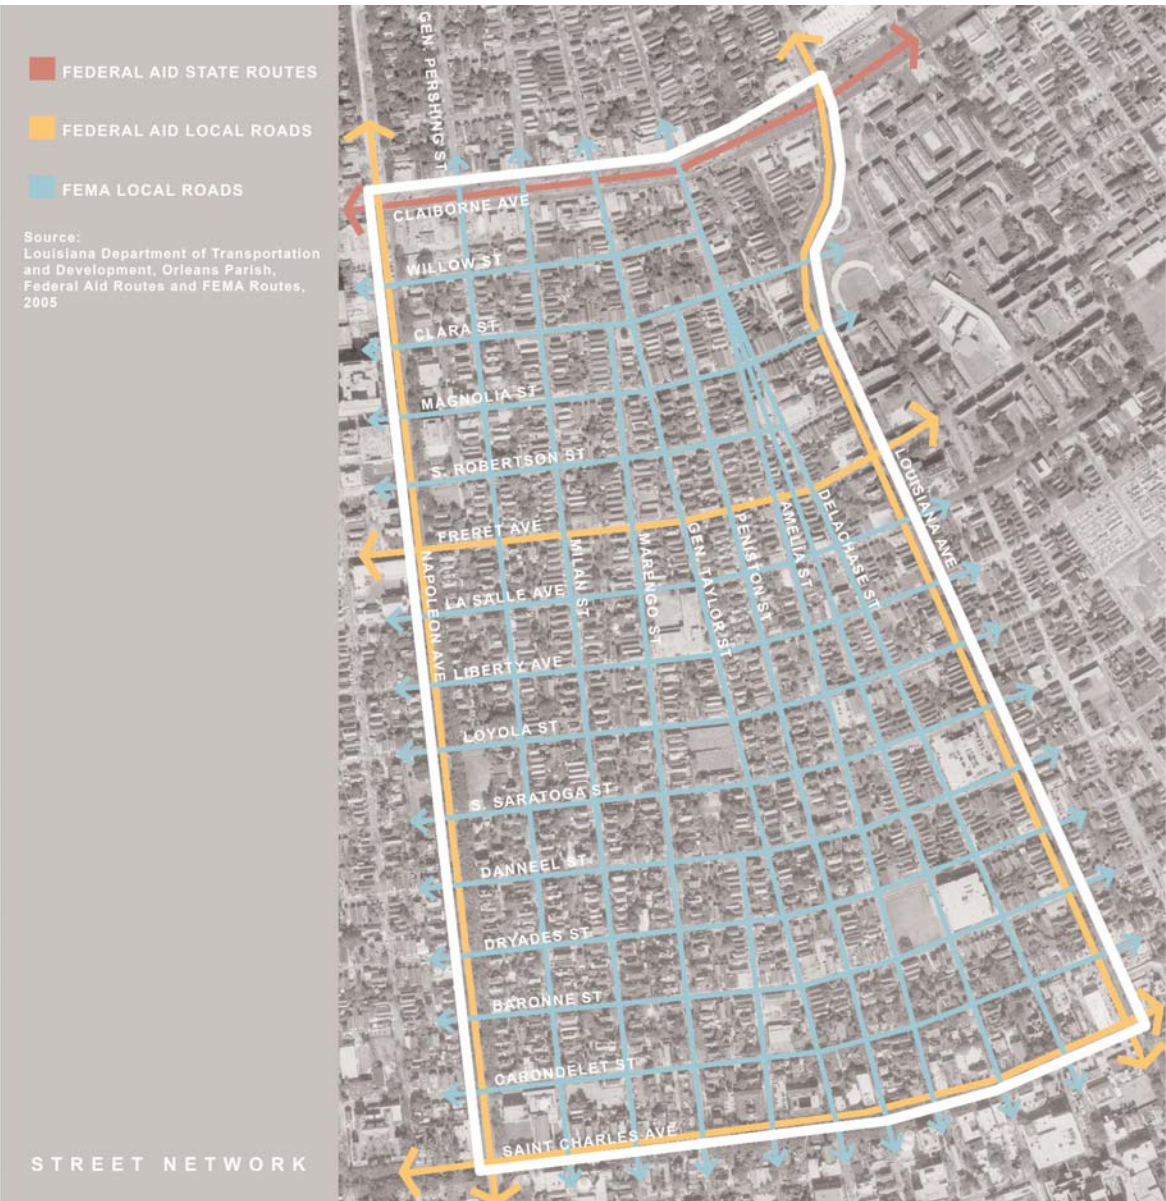 FEDERAL AID STATE ROUTES
FEDERAL AID LOCAL ROADS
FEMA LOCAL ROADS
Source:
Louisiana Department of Transportation
and Development, Orleans Parish,
Federal Aid Routes and FEMA Routes,
2005
GEN. PERSHING ST
CLAIBORNE AVE
WILLOW ST
CLARA ST
MAGNOLIA ST
S. ROBERTSON ST
FRERET AVE
NAPOLEON AVE
MILAN ST
MARENGO ST
GEN. TAYLOR ST
PENISTON ST
AMELIA ST
DELACHASE ST
LOUISIANA AVE
LA SALLE AVE
LIBERTY AVE
LOYOLA ST
S. SARATOGA ST
DANNEEL ST
DRYADES ST
BARONNE ST
CARONDELET ST
SAINT CHARLES AVE
STREET NETWORK